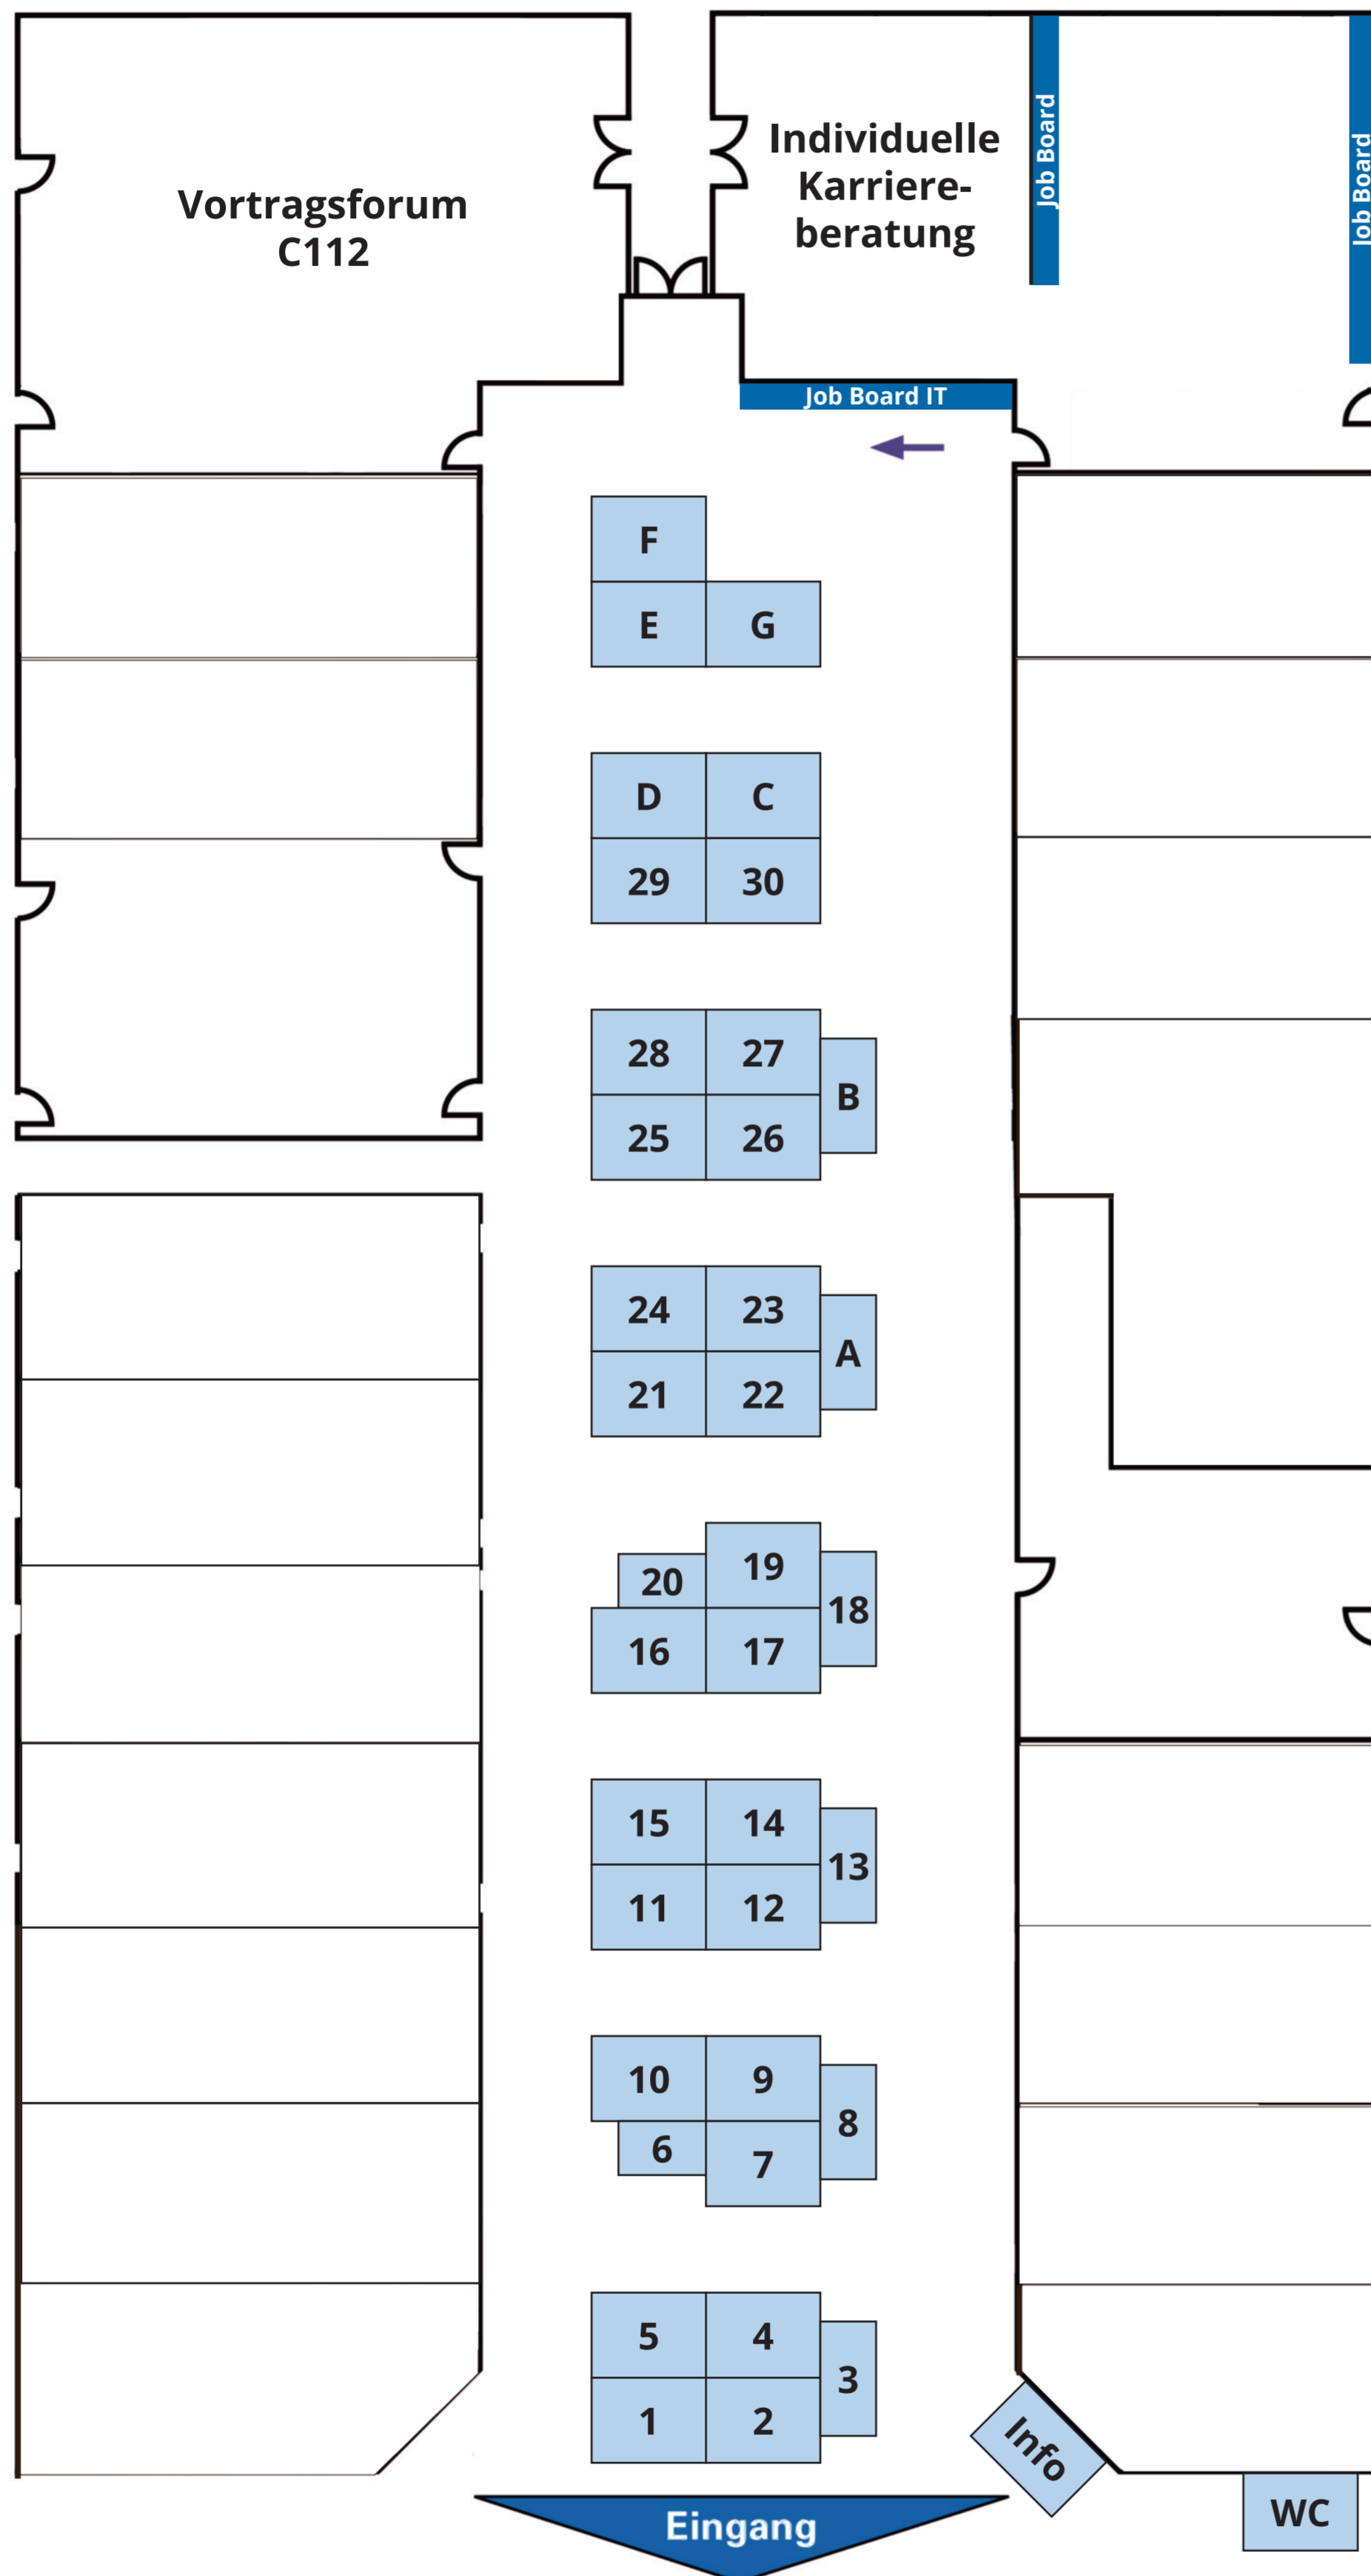 Vortragsforum
C112
Individuelle
Karriere-
beratung
Job Board
Job Board
Job Board IT
F
E
G
D
C
29
30
28
27
B
25
26
24
23
A
21
22
20
19
18
16
17
15
14
13
11
12
10
9
8
6
7
5
4
3
1
2
Info
WC
Eingang